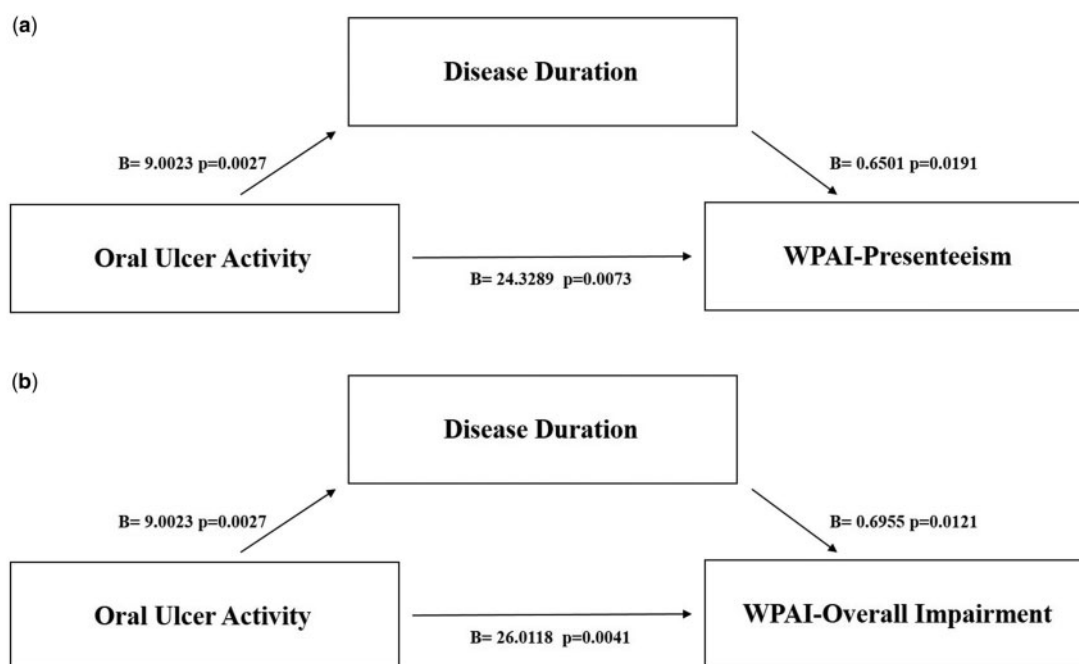 (a)
Disease Duration
B= 9.0023 p=0.0027
B= 0.6501 p=0.0191
Oral Ulcer Activity
WPAI-Presenteeism
B= 24.3289 p=0.0073
(b)
Disease Duration
B= 9.0023 p=0.0027
B= 0.6955 p=0.0121
Oral Ulcer Activity
WPAI-Overall Impairment
B= 26.0118 p=0.0041